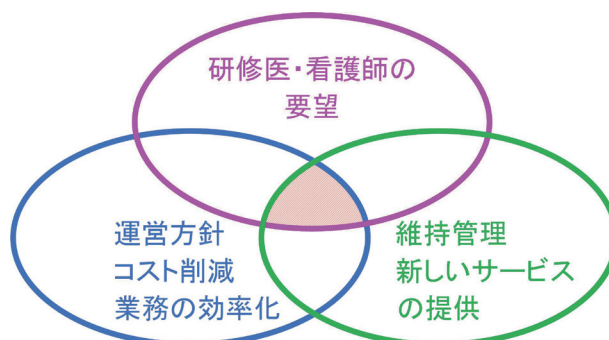 研修医・看護師の
要望
運営方針
コスト削減
業務の効率化
維持管理
新しいサービス
の提供